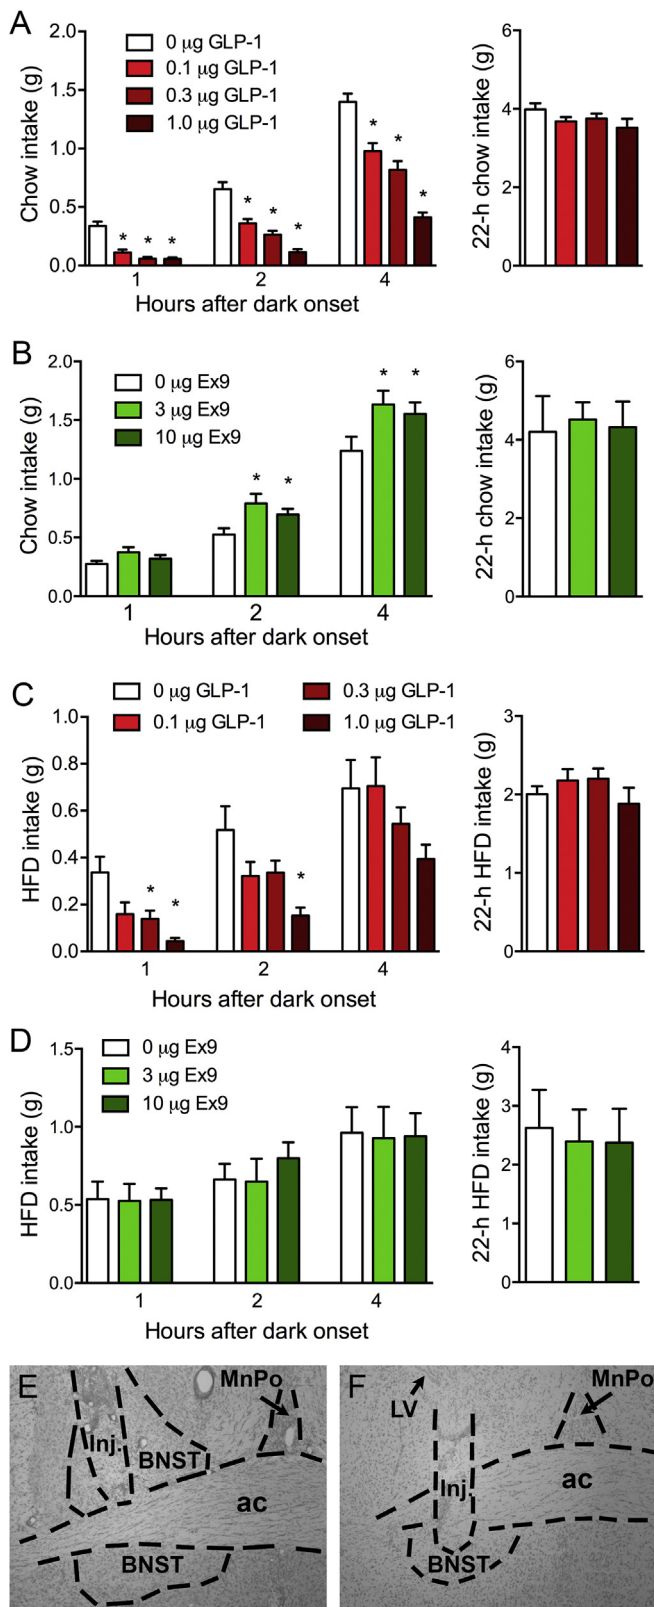 A
2.0
1.5
1.0
0.5
0.0
Chow intake (g)
0 μg GLP-1
0.1 μg GLP-1
0.3 μg GLP-1
1.0 μg GLP-1
* * *
* * *
* * *
1 2 4
Hours after dark onset
6
4
2
0
22-h chow intake (g)
B
2.0
1.5
1.0
0.5
0.0
Chow intake (g)
0 μg Ex9
3 μg Ex9
10 μg Ex9
* *
* *
1 2 4
Hours after dark onset
6
4
2
0
22-h chow intake (g)
C
0 μg GLP-1 0.3 μg GLP-1
0.1 μg GLP-1 1.0 μg GLP-1
1.0
0.8
0.6
0.4
0.2
0.0
HFD intake (g)
* *
*
1 2 4
Hours after dark onset
3
2
1
0
22-h HFD intake (g)
D
1.5
1.0
0.5
0.0
HFD intake (g)
0 μg Ex9
3 μg Ex9
10 μg Ex9
1 2 4
Hours after dark onset
4
3
2
1
0
22-h HFD intake (g)
E
MnPo
Inj.
BNST
ac
BNST
F
MnPo
LV
Inj.
ac
BNST